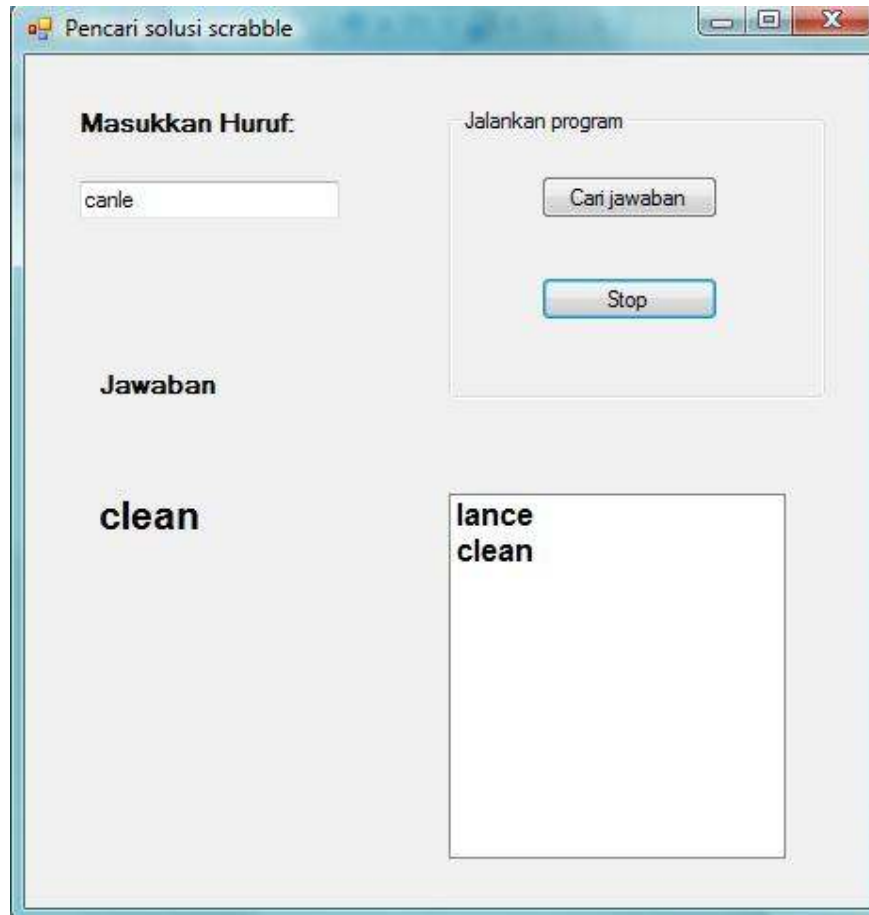 Pencari solusi scrabble
Masukkan Huruf:
canle
Jalankan program
Cari jawaban
Stop
Jawaban
clean
lance
clean